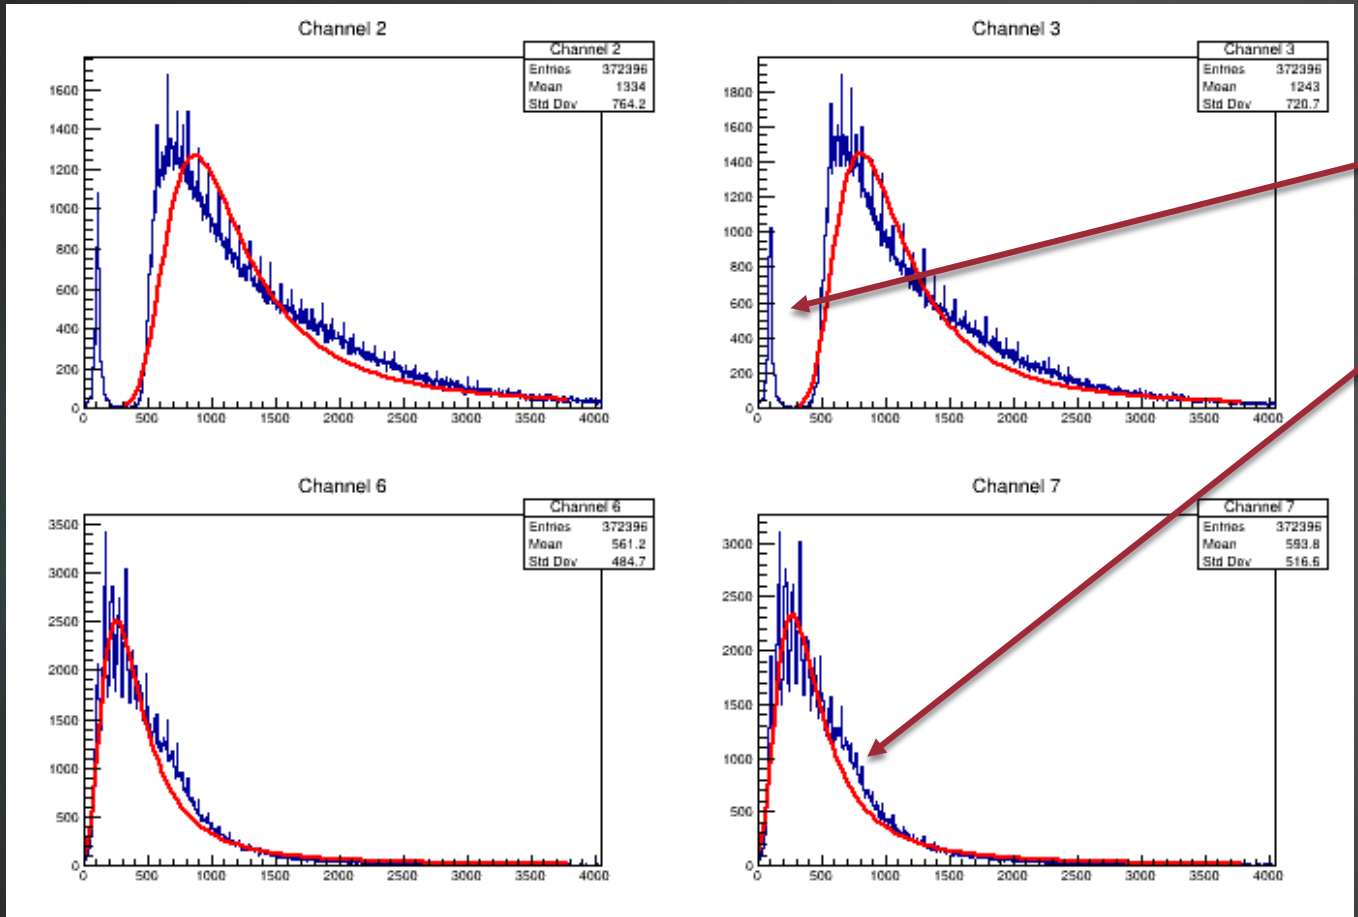 Channel 2
Channel 2
Entries 372396
Mean 1334
Std Dev 764.2
1600
1400
1200
1000
800
600
400
200
0
0 500 1000 1500 2000 2500 3000 3500 4000
Channel 3
Channel 3
Entries 372396
Mean 1243
Std Dev 720.7
1800
1600
1400
1200
1000
800
600
400
200
0
0 500 1000 1500 2000 2500 3000 3500 4000
Channel 6
Channel 6
Entries 372396
Mean 561.2
Std Dev 484.7
3500
3000
2500
2000
1500
1000
500
0
0 500 1000 1500 2000 2500 3000 3500 4000
Channel 7
Channel 7
Entries 372396
Mean 593.8
Std Dev 516.6
3000
2500
2000
1500
1000
500
0
0 500 1000 1500 2000 2500 3000 3500 4000